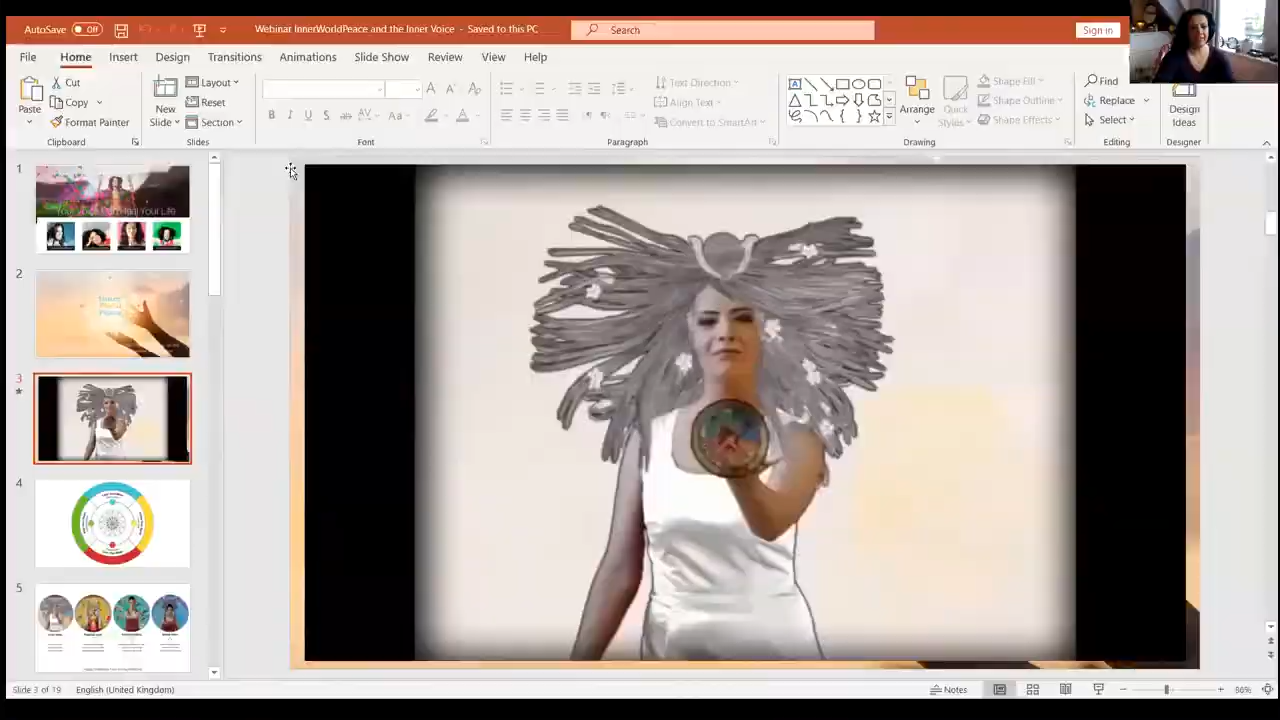 AutoSave Off
Webinar InnerWorldPeace and the Inner Voice - Saved to this PC
Search
Sign in
File Home Insert Design Transitions Animations Slide Show Review View Help
Paste
Cut
Copy
Format Painter
Clipboard
New Slide
Layout
Reset
Section
Slides
Font
Text Direction
Align Text
Convert to SmartArt
Paragraph
Arrange
Quick Styles
Shape Fill
Shape Outline
Shape Effects
Drawing
Find
Replace
Select
Editing
Design Ideas
Designer
1
2
3
4
5
Slide 3 of 19 English (United Kingdom)
Notes
86%